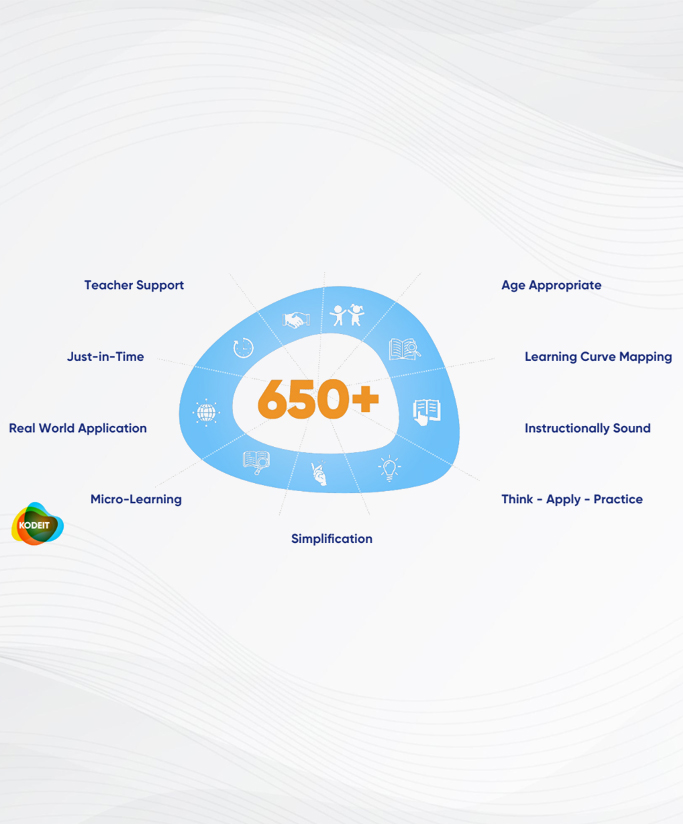 Teacher Support
Age Appropriate
Just-in-Time
Learning Curve Mapping
650+
Real World Application
Instructionally Sound
Micro-Learning
Think - Apply - Practice
KODEIT
Simplification